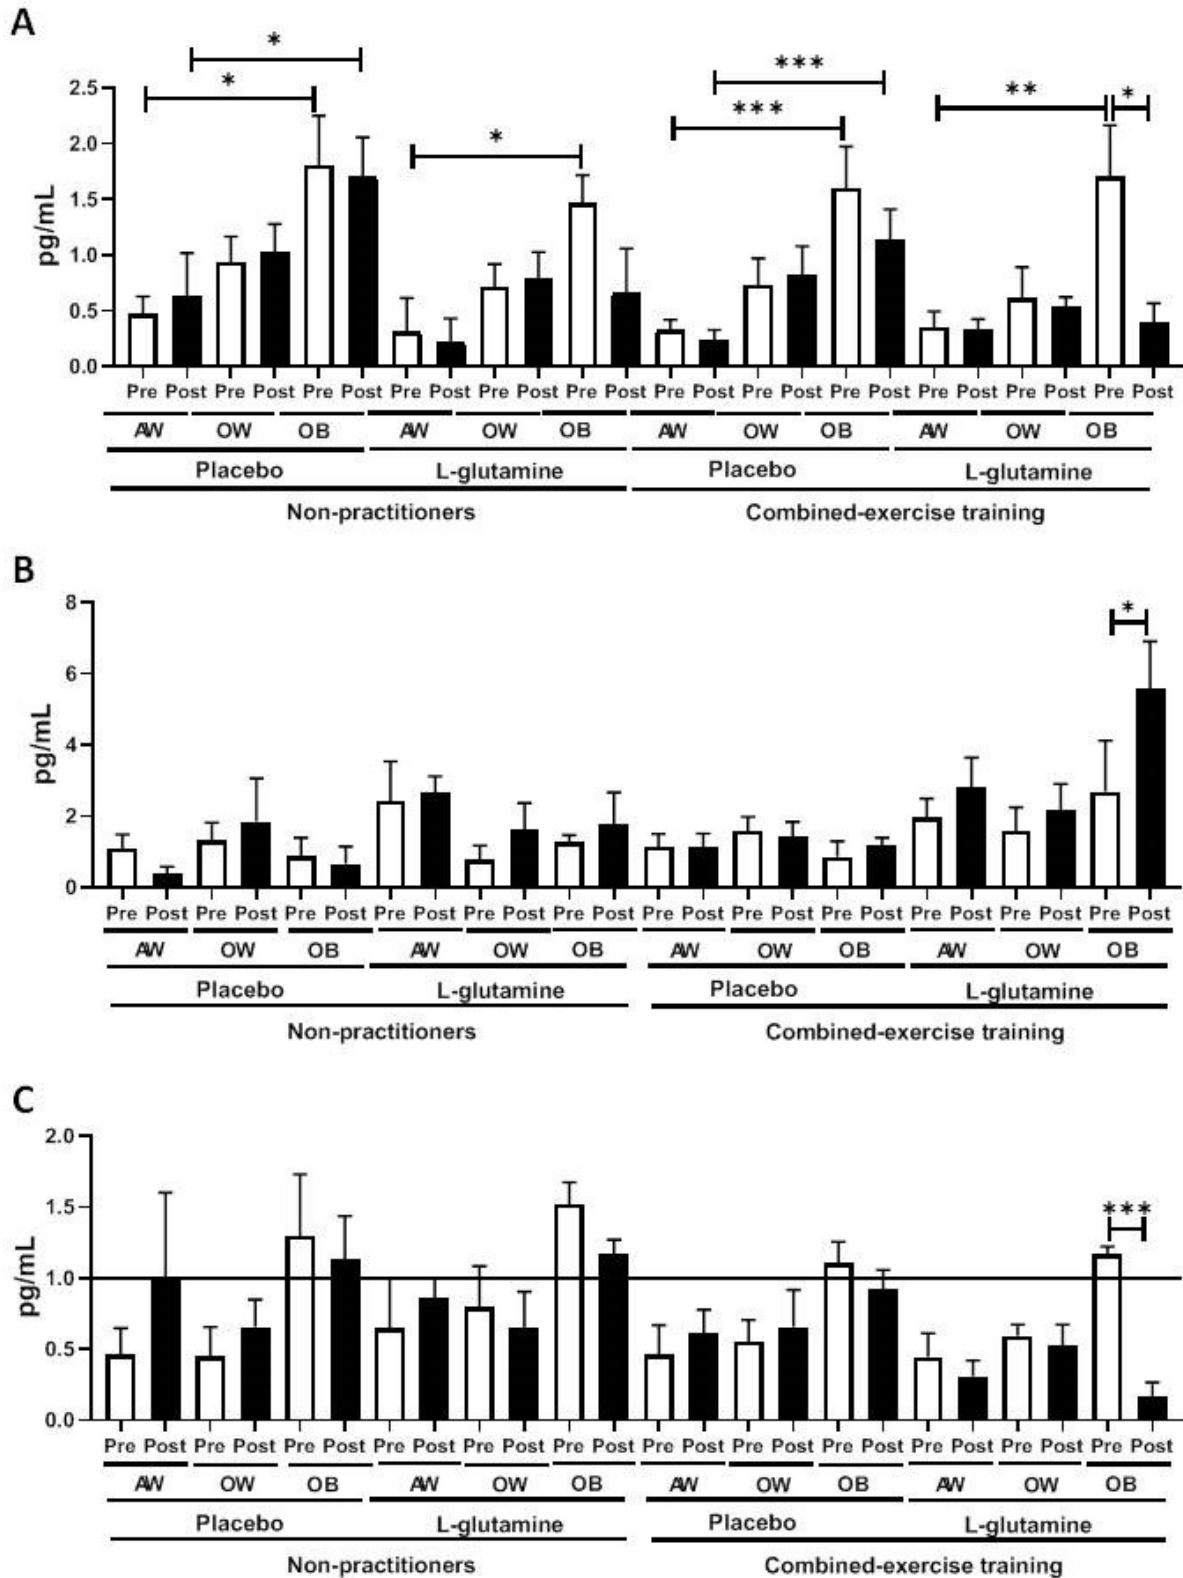 A
* *
* *** ** *
***
*
2.5
2.0
1.5
1.0
0.5
0.0
pg/mL
Pre Post Pre Post Pre Post Pre Post Pre Post Pre Post Pre Post Pre Post Pre Post Pre Post Pre Post Pre Post
AW OW OB AW OW OB AW OW OB AW OW OB
Placebo L-glutamine Placebo L-glutamine
Non-practitioners Combined-exercise training
B
8
6
4
2
0
pg/mL
*
Pre Post Pre Post Pre Post Pre Post Pre Post Pre Post Pre Post Pre Post Pre Post Pre Post Pre Post Pre Post
AW OW OB AW OW OB AW OW OB AW OW OB
Placebo L-glutamine Placebo L-glutamine
Non-practitioners Combined-exercise training
C
2.0
1.5
1.0
0.5
0.0
pg/mL
***
Pre Post Pre Post Pre Post Pre Post Pre Post Pre Post Pre Post Pre Post Pre Post Pre Post Pre Post Pre Post
AW OW OB AW OW OB AW OW OB AW OW OB
Placebo L-glutamine Placebo L-glutamine
Non-practitioners Combined-exercise training